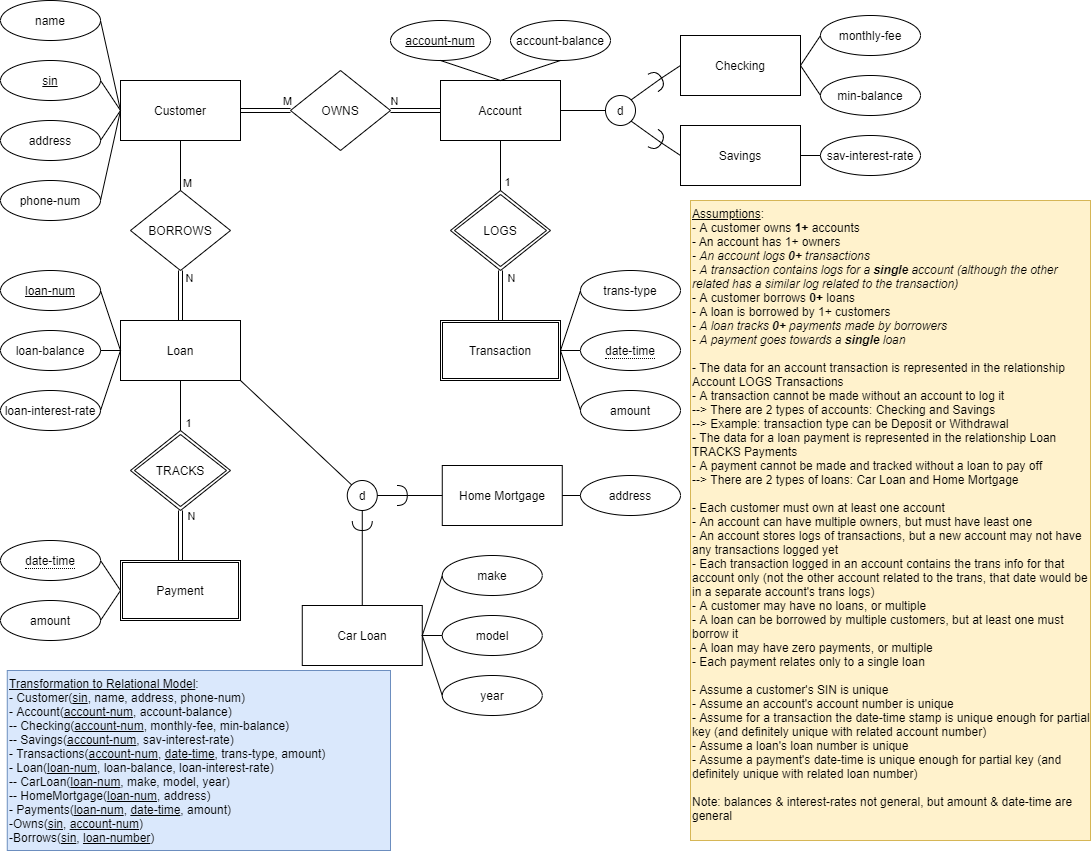 name
sin
address
phone-num
Customer
M
OWNS
N
account-num
account-balance
Account
d
Checking
monthly-fee
min-balance
Savings
sav-interest-rate
M
BORROWS
N
1
LOGS
N
loan-num
loan-balance
loan-interest-rate
Loan
Transaction
trans-type
date-time
amount
1
TRACKS
N
d
Home Mortgage
address
date-time
amount
Payment
Car Loan
make
model
year
Transformation to Relational Model:
- Customer(sin, name, address, phone-num)
- Account(account-num, account-balance)
-- Checking(account-num, monthly-fee, min-balance)
-- Savings(account-num, sav-interest-rate)
- Transactions(account-num, date-time, trans-type, amount)
- Loan(loan-num, loan-balance, loan-interest-rate)
-- CarLoan(loan-num, make, model, year)
-- HomeMortgage(loan-num, address)
- Payments(loan-num, date-time, amount)
-Owns(sin, account-num)
-Borrows(sin, loan-number)
Assumptions:
- A customer owns 1+ accounts
- An account has 1+ owners
- An account logs 0+ transactions
- A transaction contains logs for a single account (although the other
related has a similar log related to the transaction)
- A customer borrows 0+ loans
- A loan is borrowed by 1+ customers
- A loan tracks 0+ payments made by borrowers
- A payment goes towards a single loan
- The data for an account transaction is represented in the relationship
Account LOGS Transactions
- A transaction cannot be made without an account to log it
--> There are 2 types of accounts: Checking and Savings
--> Example: transaction type can be Deposit or Withdrawal
- The data for a loan payment is represented in the relationship Loan
TRACKS Payments
- A payment cannot be made and tracked without a loan to pay off
--> There are 2 types of loans: Car Loan and Home Mortgage
- Each customer must own at least one account
- An account can have multiple owners, but must have least one
- An account stores logs of transactions, but a new account may not have
any transactions logged yet
- Each transaction logged in an account contains the trans info for that
account only (not the other account related to the trans, that date would be
in a separate account's trans logs)
- A customer may have no loans, or multiple
- A loan can be borrowed by multiple customers, but at least one must
borrow it
- A loan may have zero payments, or multiple
- Each payment relates only to a single loan
- Assume a customer's SIN is unique
- Assume an account's account number is unique
- Assume for a transaction the date-time stamp is unique enough for partial
key (and definitely unique with related account number)
- Assume a loan's loan number is unique
- Assume a payment's date-time is unique enough for partial key (and
definitely unique with related loan number)
Note: balances & interest-rates not general, but amount & date-time are
general